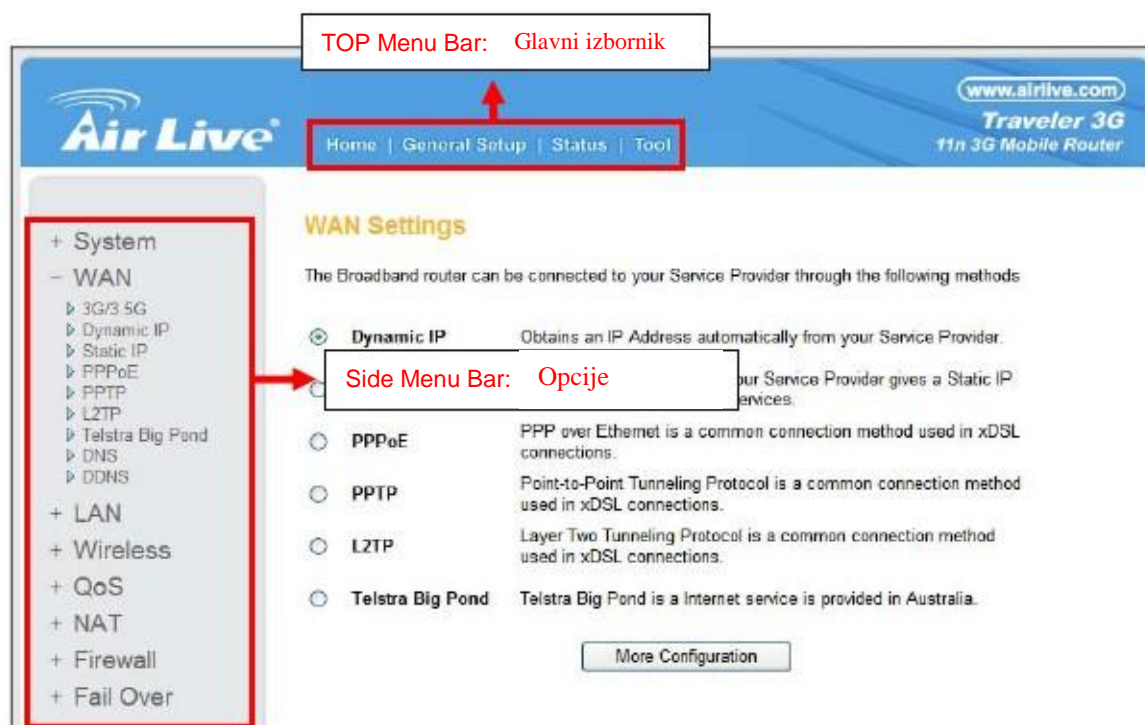 TOP Menu Bar: Glavni izbornik
Air Live
Home | General Setup | Status | Tool
www.airlive.com
Traveler 3G
11n 3G Mobile Router
+ System
- WAN
3G/3.5G
Dynamic IP
Static IP
PPPoE
PPTP
L2TP
Telstra Big Pond
DNS
DDNS
+ LAN
+ Wireless
+ QoS
+ NAT
+ Firewall
+ Fail Over
WAN Settings
The Broadband router can be connected to your Service Provider through the following methods
Dynamic IP Obtains an IP Address automatically from your Service Provider.
Side Menu Bar: Opcije
Service Provider gives a Static IP
PPPoE PPP over Ethernet is a common connection method used in xDSL
connections.
PPTP Point-to-Point Tunneling Protocol is a common connection method
used in xDSL connections.
L2TP Layer Two Tunneling Protocol is a common connection method
used in xDSL connections.
Telstra Big Pond Telstra Big Pond is a Internet service is provided in Australia.
More Configuration